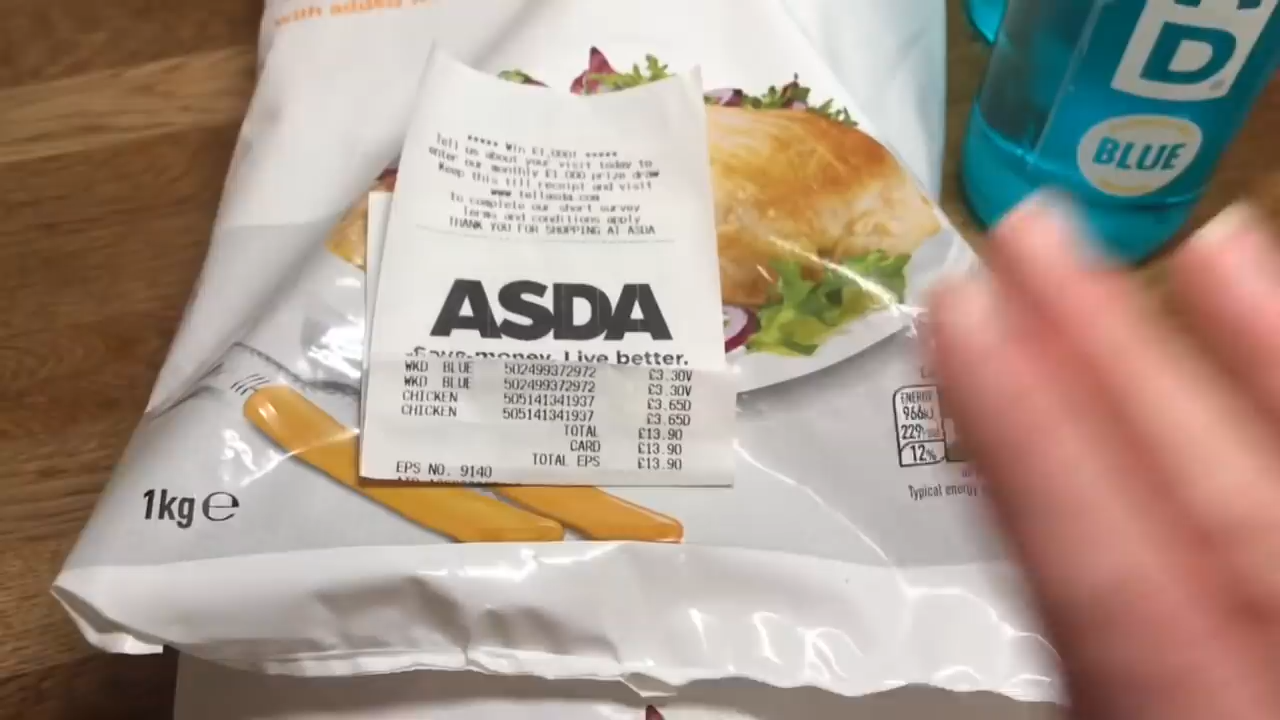 with added
***** Win £1,000! *****
Tell us about your visit today to
enter our monthly £1,000 prize draw
Keep this till receipt and visit
www.tellasda.com
To complete our short survey
Terms and conditions apply
THANK YOU FOR SHOPPING AT ASDA
ASDA
Save money. Live better.
WKD BLUE 502499372972 £3.30V
WKD BLUE 502499372972 £3.30V
CHICKEN 505141341937 £3.65D
CHICKEN 505141341937 £3.65D
TOTAL £13.90
CARD £13.90
TOTAL EPS £13.90
EPS NO. 9140
1kg e
D
BLUE
ENERGY
966kJ
229kcal
12%
Typical energy